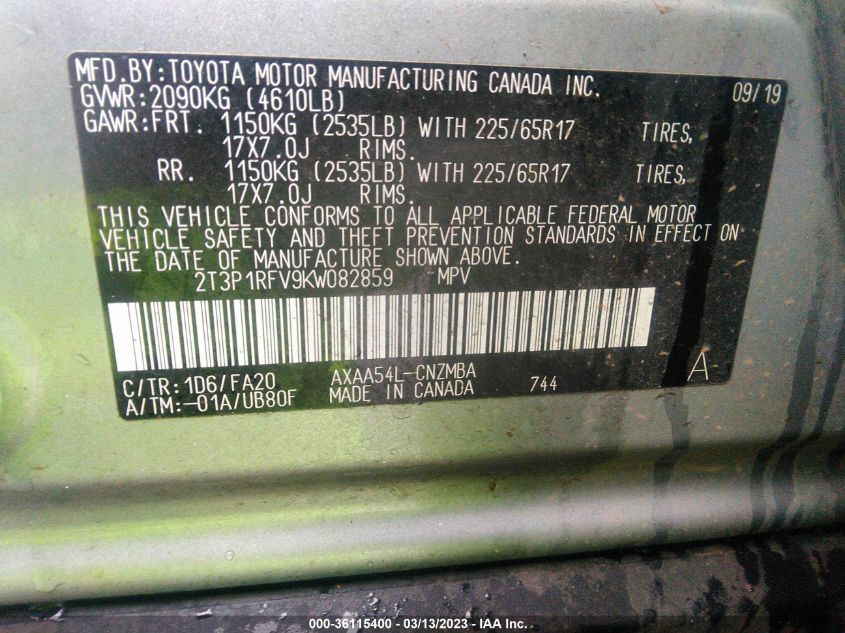 MFD.BY:TOYOTA MOTOR MANUFACTURING CANADA INC. 09/19
GVWR:2090KG (4610LB)
GAWR:FRT. 1150KG (2535LB) WITH 225/65R17 TIRES,
17X7.0J RIMS.
RR. 1150KG (2535LB) WITH 225/65R17 TIRES,
17X7.0J RIMS.
THIS VEHICLE CONFORMS TO ALL APPLICABLE FEDERAL MOTOR
VEHICLE SAFETY AND THEFT PREVENTION STANDARDS IN EFFECT ON
THE DATE OF MANUFACTURE SHOWN ABOVE.
2T3P1RFV9KW082859 MPV
C/TR:1D6/FA20 AXAA54L-CNZMBA A
A/TM:-01A/UB80F MADE IN CANADA 744
000-36115400 - 03/13/2023 - IAA Inc.